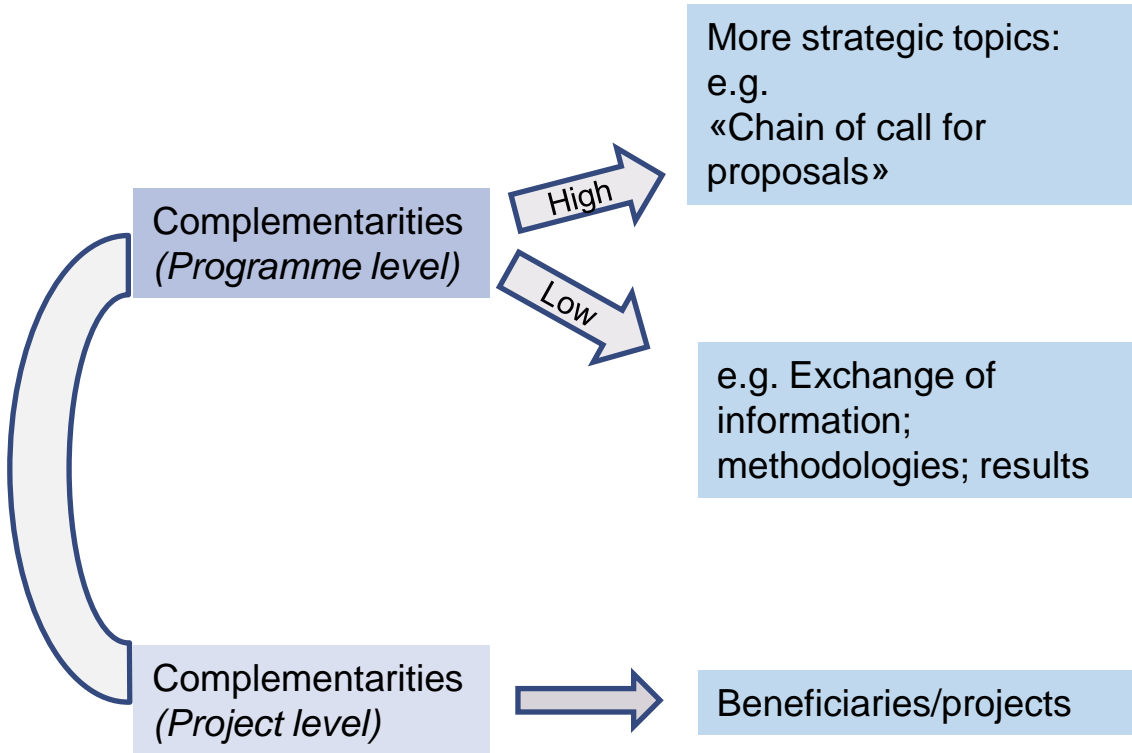 More strategic topics:
e.g.
«Chain of call for
proposals»
High
Complementarities
(Programme level)
Low
e.g. Exchange of
information;
methodologies; results
Complementarities
(Project level)
Beneficiaries/projects